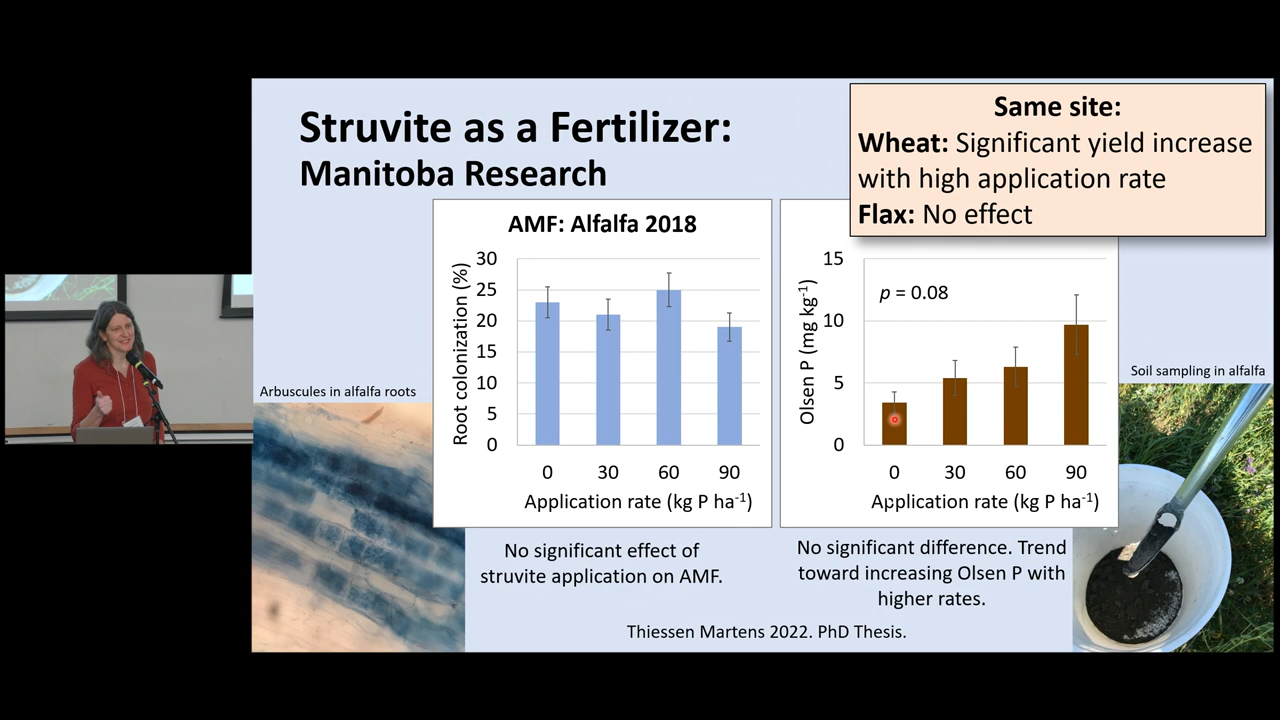 Struvite as a Fertilizer:
Manitoba Research
Same site:
Wheat: Significant yield increase
with high application rate
Flax: No effect
AMF: Alfalfa 2018
Root colonization (%)
30
25
20
15
10
5
0
0 30 60 90
Application rate (kg P ha⁻¹)
No significant effect of
struvite application on AMF.
Olsen P (mg kg⁻¹)
15
10
5
0
p = 0.08
0 30 60 90
Application rate (kg P ha⁻¹)
No significant difference. Trend
toward increasing Olsen P with
higher rates.
Arbuscules in alfalfa roots
Soil sampling in alfalfa
Thiessen Martens 2022. PhD Thesis.